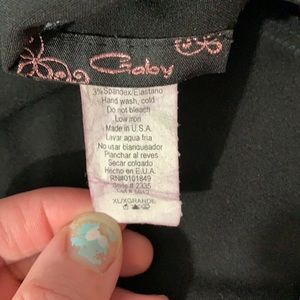 Gaby
3% Spandex/Elastano
Hand wash, cold
Do not bleach
Low iron
Made in U.S.A.
Lavar agua fria
No usar blanqueador
Planchar al reves
Secar colgado
Hecho en E.U.A.
RN#0101849
Style # 2335
XL/XGRANDE